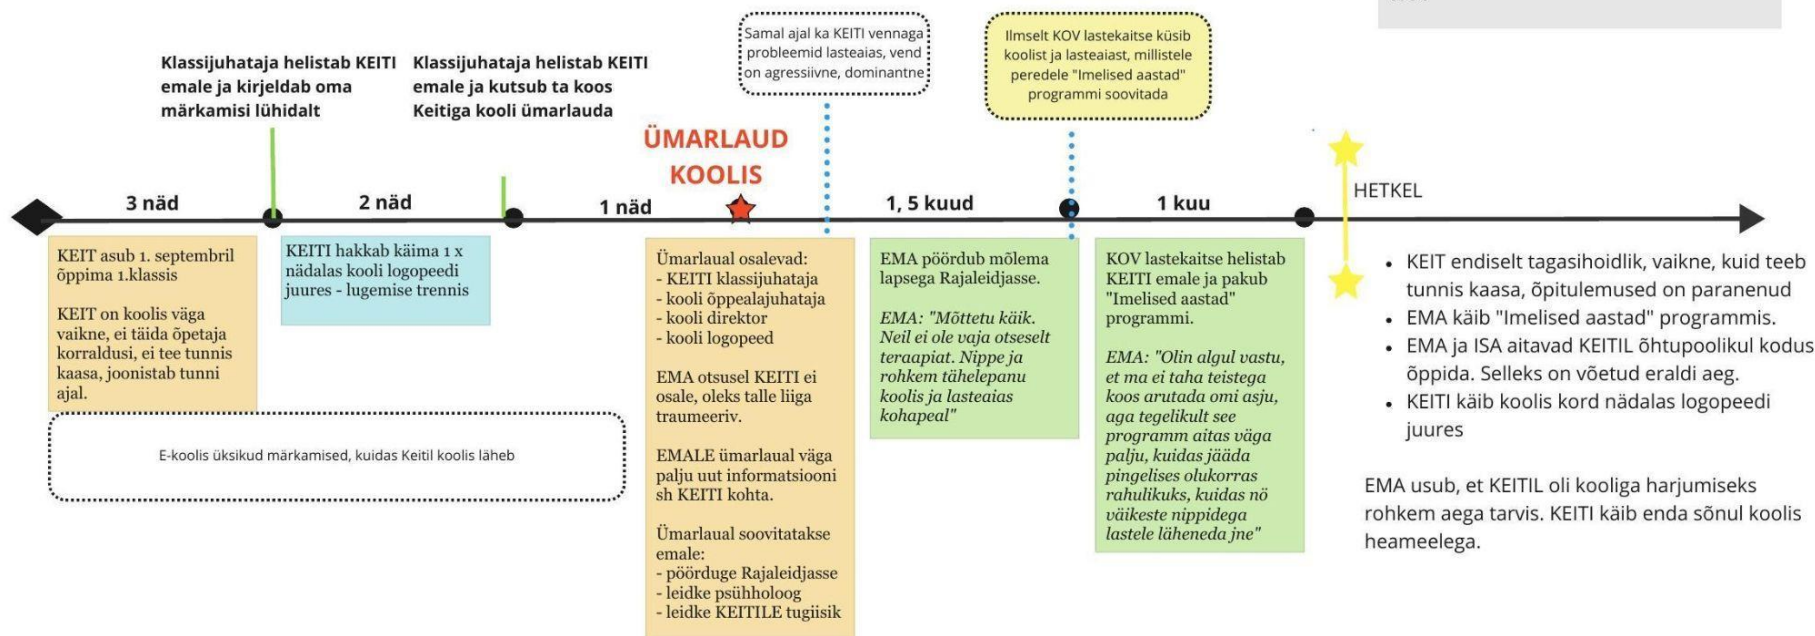 Klassijuhataja helistab KEITI
emale ja kirjeldab oma
märkamisi lühidalt
Klassijuhataja helistab KEITI
emale ja kutsub ta koos
Keitiga kooli ümarlauda
Samal ajal ka KEITI vennaga
probleemid lasteaias, vend
on agressiivne, dominantne
Ilmselt KOV lastekaitse küsib
koolist ja lasteaiast, millistele
peredele "Imelised aastad"
programmi soovitada
ÜMARLAUD
KOOLIS
3 näd
2 näd
1 näd
1, 5 kuud
1 kuu
HETKEL
KEIT asub 1. septembril
õppima 1.klassis
KEIT on koolis väga
vaikne, ei täida õpetaja
korraldusi, ei tee tunnis
kaasa, joonistab tunni
ajal.
KEITI hakkab käima 1 x
nädalas kooli logopeedi
juures - lugemise trennis
E-koolis üksikud märkamised, kuidas Keitil koolis läheb
Ümarlaual osalevad:
- KEITI klassijuhataja
- kooli õppealajuhataja
- kooli direktor
- kooli logopeed
EMA otsusel KEITI ei
osale, oleks talle liiga
traumeeriv.
EMALE ümarlaual väga
palju uut informatsiooni
sh KEITI kohta.
Ümarlaual soovitatakse
emale:
- pöörduge Rajaleidjasse
- leidke psühholoog
- leidke KEITILE tugiisik
EMA pöördub mõlema
lapsega Rajaleidjasse.
EMA: "Mõttetu käik.
Neil ei ole vaja otseselt
teraapiat. Nippe ja
rohkem tähelepanu
koolis ja lasteaias
kohapeal"
KOV lastekaitse helistab
KEITI emale ja pakub
"Imelised aastad"
programmi.
EMA: "Olin algul vastu,
et ma ei taha teistega
koos arutada omi asju,
aga tegelikult see
programm aitas väga
palju, kuidas jääda
pingelises olukorras
rahulikuks, kuidas nö
väikeste nippidega
lastele läheneda jne"
• KEIT endiselt tagasihoidlik, vaikne, kuid teeb
tunnis kaasa, õpitulemused on paranenud
• EMA käib "Imelised aastad" programmis.
• EMA ja ISA aitavad KEITIL õhtupoolikul kodus
õppida. Selleks on võetud eraldi aeg.
• KEITI käib koolis kord nädalas logopeedi
juures
EMA usub, et KEITIL oli kooliga harjumiseks
rohkem aega tarvis. KEITI käib enda sõnul koolis
heameelega.